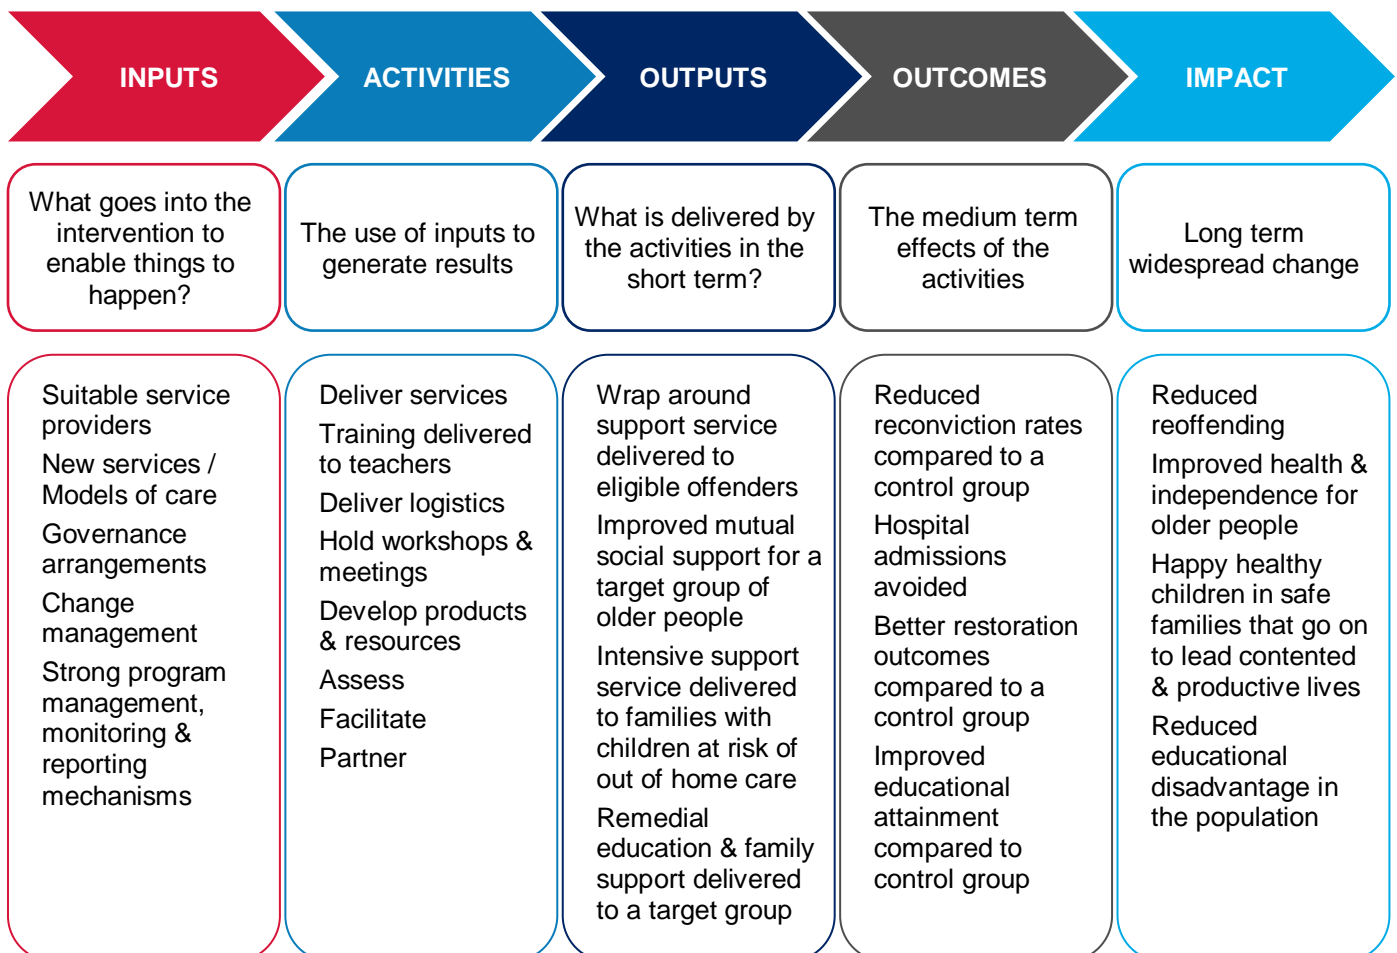 INPUTS
ACTIVITIES
OUTPUTS
OUTCOMES
IMPACT
What goes into the
intervention to
enable things to
happen?
The use of inputs to
generate results
What is delivered by
the activities in the
short term?
The medium term
effects of the
activities
Long term
widespread change
Suitable service
providers
New services /
Models of care
Governance
arrangements
Change
management
Strong program
management,
monitoring &
reporting
mechanisms
Deliver services
Training delivered
to teachers
Deliver logistics
Hold workshops &
meetings
Develop products
& resources
Assess
Facilitate
Partner
Wrap around
support service
delivered to
eligible offenders
Improved mutual
social support for a
target group of
older people
Intensive support
service delivered
to families with
children at risk of
out of home care
Remedial
education & family
support delivered
to a target group
Reduced
reconviction rates
compared to a
control group
Hospital
admissions
avoided
Better restoration
outcomes
compared to a
control group
Improved
educational
attainment
compared to
control group
Reduced
reoffending
Improved health &
independence for
older people
Happy healthy
children in safe
families that go on
to lead contented
& productive lives
Reduced
educational
disadvantage in
the population